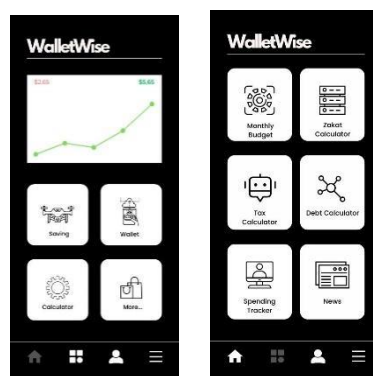 WalletWise
$2.65 $5.65
Saving Wallet
Calculator More...
WalletWise
Monthly
Budget
Zakat
Calculator
Tax
Calculator
Debt Calculator
Spending
Tracker
News